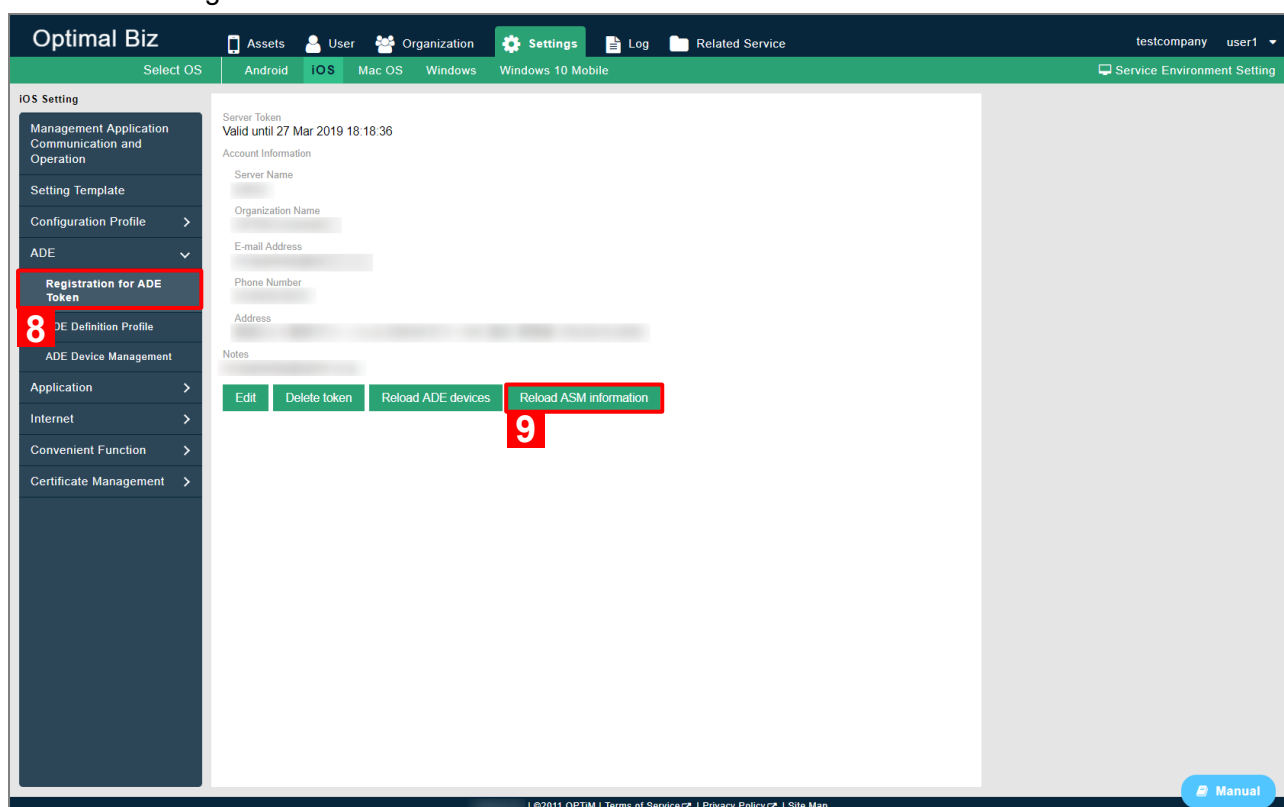 Optimal Biz
Assets User Organization Settings Log Related Service
testcompany user1
Select OS Android iOS Mac OS Windows Windows 10 Mobile
Service Environment Setting
iOS Setting
Management Application
Communication and
Operation
Setting Template
Configuration Profile
ADE
Registration for ADE
Token
8
DE Definition Profile
ADE Device Management
Application
Internet
Convenient Function
Certificate Management
Server Token
Valid until 27 Mar 2019 18:18:36
Account Information
Server Name
Organization Name
E-mail Address
Phone Number
Address
Notes
Edit Delete token Reload ADE devices Reload ASM information
9
Manual
| ©2011 OPTiM | Terms of Service | Privacy Policy | Site Map